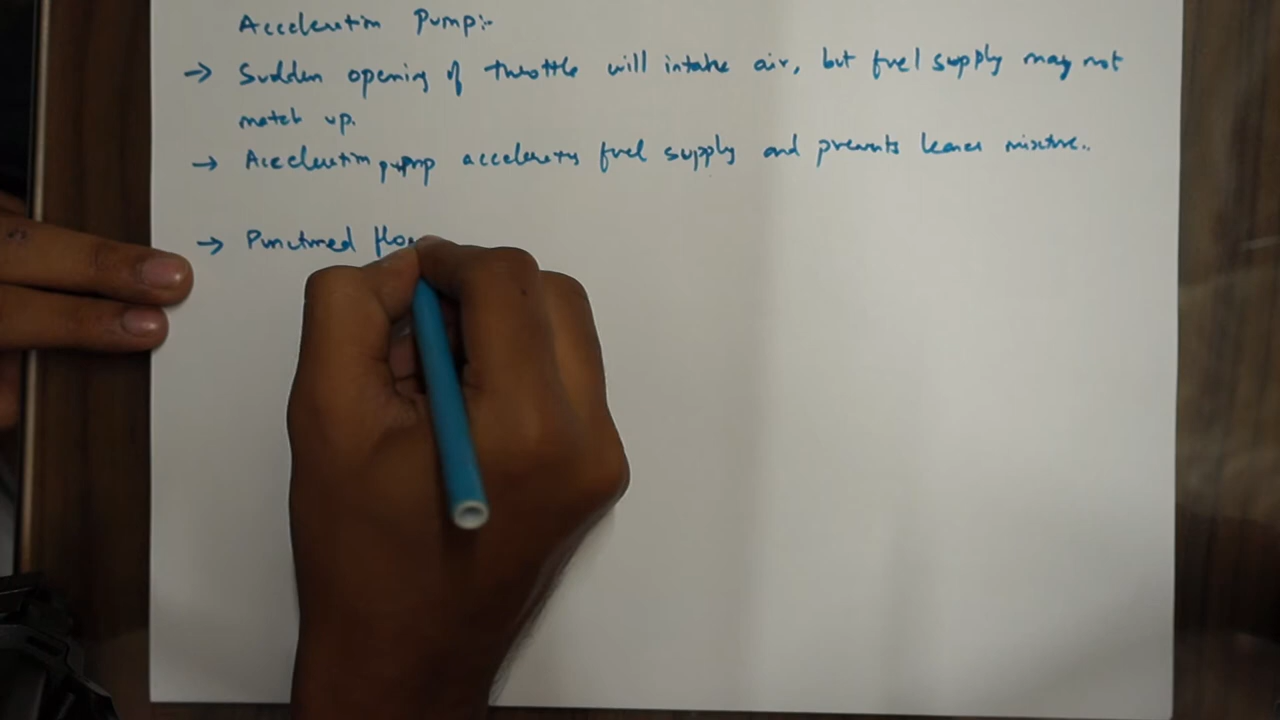 Acceleration Pump:-
→ Sudden opening of throttle will intake air, but fuel supply may not
match up.
→ Acceleration pump accelerates fuel supply and prevents leaner mixture..
→ Punctured flo